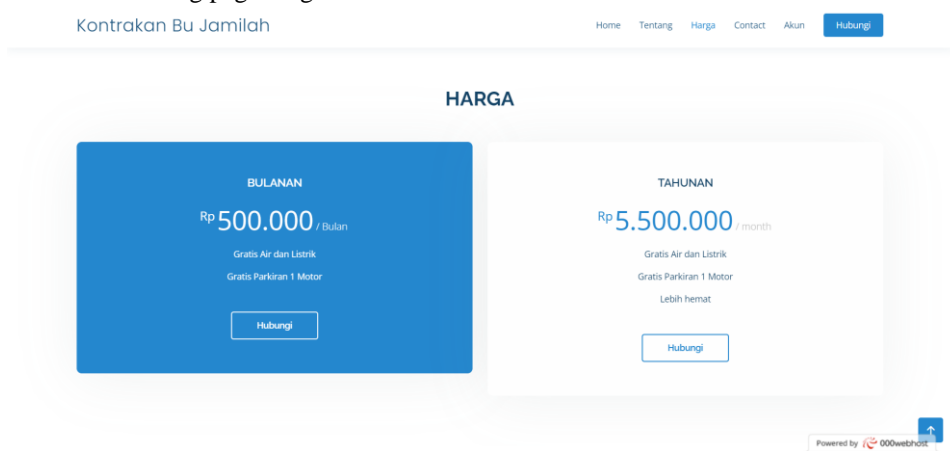 Kontrakan Bu Jamilah
Home Tentang Harga Contact Akun Hubungi
HARGA
BULANAN
Rp 500.000 / Bulan
Gratis Air dan Listrik
Gratis Parkiran 1 Motor
Hubungi
TAHUNAN
Rp 5.500.000 / month
Gratis Air dan Listrik
Gratis Parkiran 1 Motor
Lebih hemat
Hubungi
Powered by 000webhost